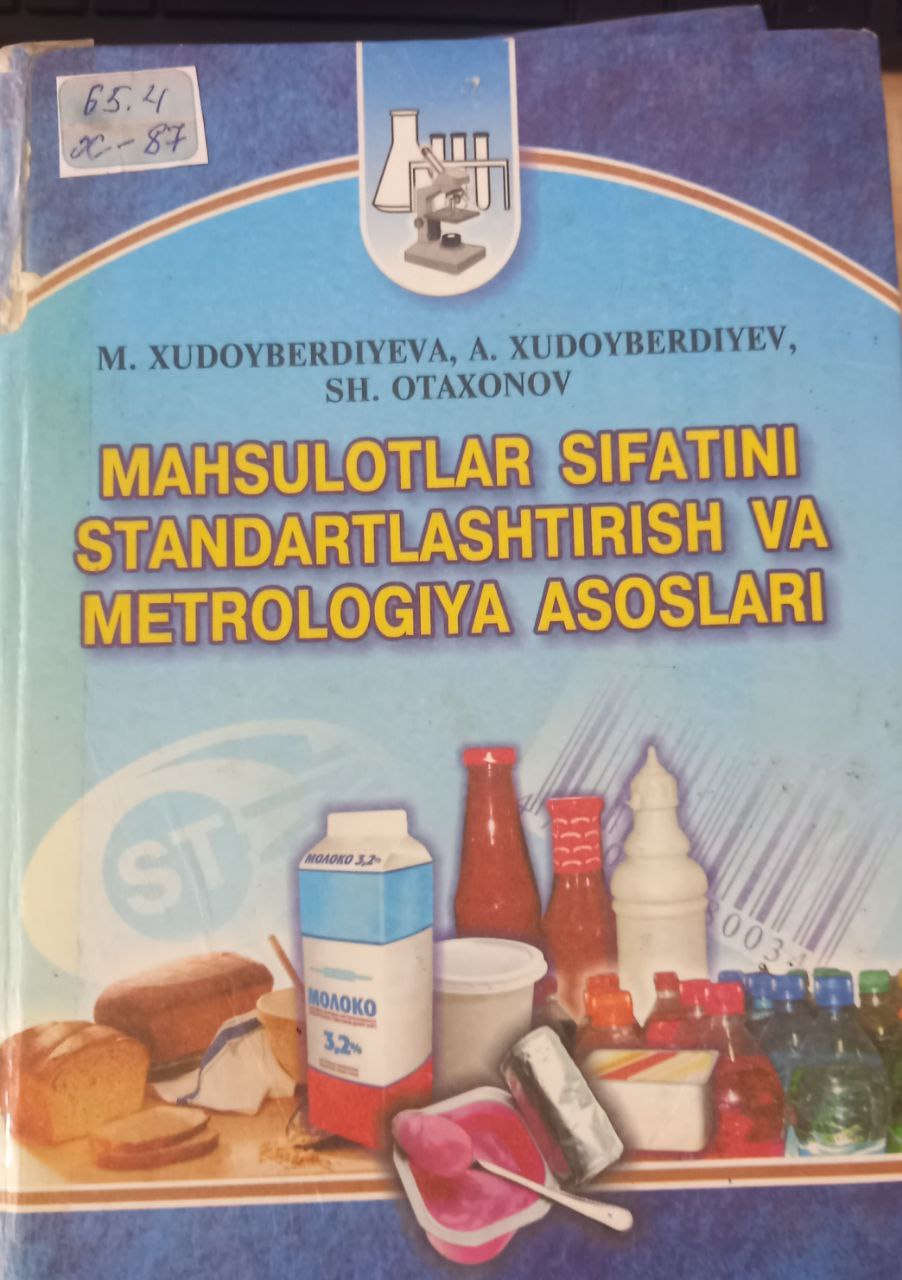 65.4
х-87
M. XUDOYBERDIYEVA, A. XUDOYBERDIYEV,
SH. OTAXONOV
MAHSULOTLAR SIFATINI
STANDARTLASHTIRISH VA
METROLOGIYA ASOSLARI
ST
МОЛОКО 3,2%
МОЛОКО
3,2%